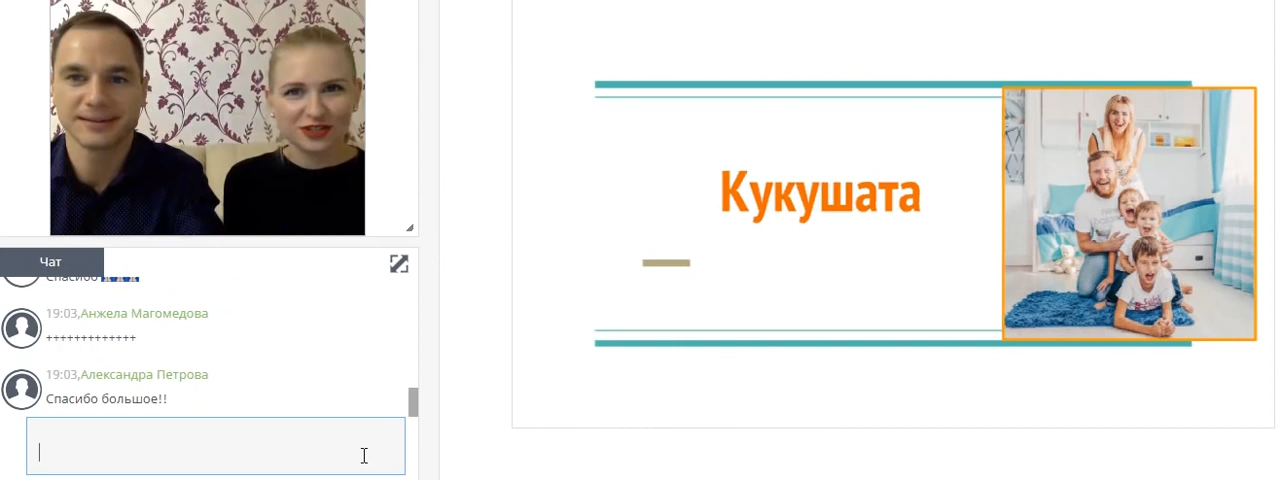 Кукушата
Чат
Спасибо
19:03,Анжела Магомедова
+++++++++++++
19:03,Александра Петрова
Спасибо большое!!